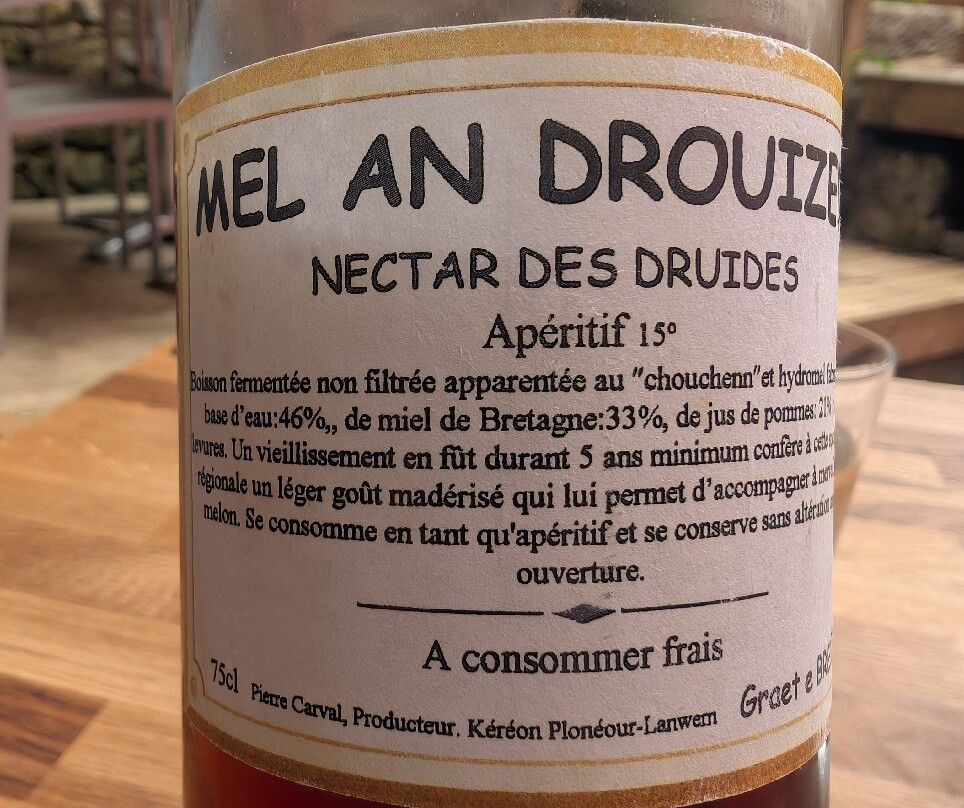 MEL AN DROUIZE
NECTAR DES DRUIDES
Apéritif 15°
Boisson fermentée non filtrée apparentée au "chouchenn"et hydromel
base d'eau:46%,, de miel de Bretagne:33%, de jus de pommes: 21%
levures. Un vieillissement en fût durant 5 ans minimum confère à cette
régionale un léger goût madérisé qui lui permet d'accompagner à
melon. Se consomme en tant qu'apéritif et se conserve sans altération
ouverture.
A consommer frais
75cl Pierre Carval, Producteur. Kéréon Plonéour-Lanwern
Graet e